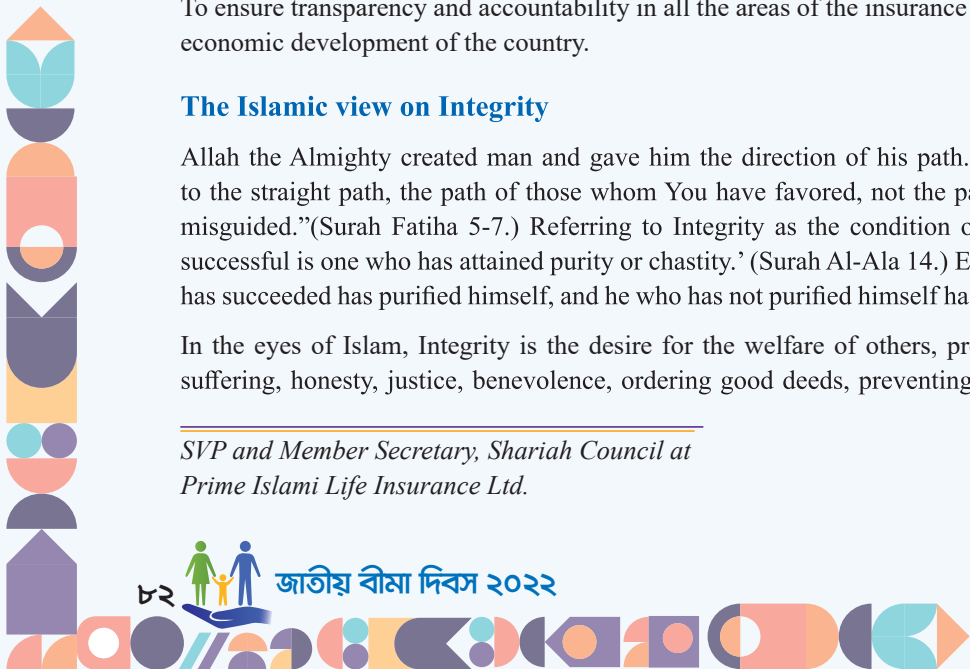 To ensure transparency and accountability in all the areas of the insurance
economic development of the country.
The Islamic view on Integrity
Allah the Almighty created man and gave him the direction of his path.
to the straight path, the path of those whom You have favored, not the
misguided.”(Surah Fatiha 5-7.) Referring to Integrity as the condition
successful is one who has attained purity or chastity.’ (Surah Al-Ala 14.)
has succeeded has purified himself, and he who has not purified himself
In the eyes of Islam, Integrity is the desire for the welfare of others,
suffering, honesty, justice, benevolence, ordering good deeds, preventing
SVP and Member Secretary, Shariah Council at
Prime Islami Life Insurance Ltd.
৮২ জাতীয় বীমা দিবস ২০২২